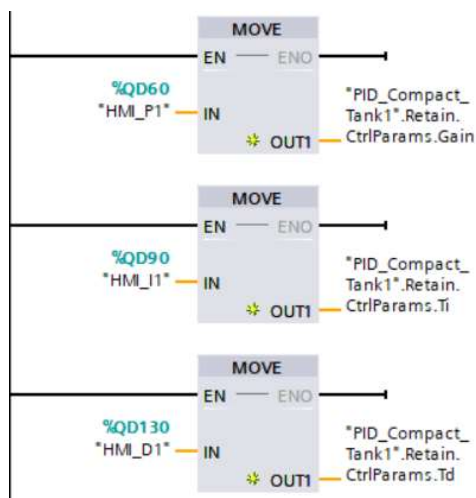 MOVE
EN ENO
%QD60
"HMI_P1" IN
OUT1
"PID_Compact_
Tank1".Retain.
CtrlParams.Gain
MOVE
EN ENO
%QD90
"HMI_I1" IN
OUT1
"PID_Compact_
Tank1".Retain.
CtrlParams.Ti
MOVE
EN ENO
%QD130
"HMI_D1" IN
OUT1
"PID_Compact_
Tank1".Retain.
CtrlParams.Td